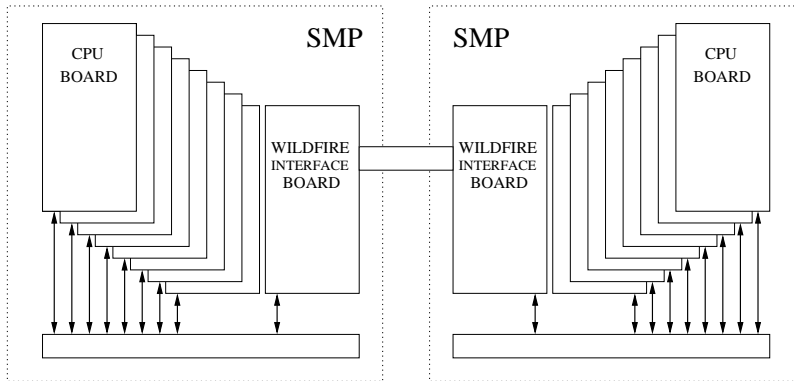 SMP
CPU
BOARD
WILDFIRE
INTERFACE
BOARD
SMP
CPU
BOARD
WILDFIRE
INTERFACE
BOARD